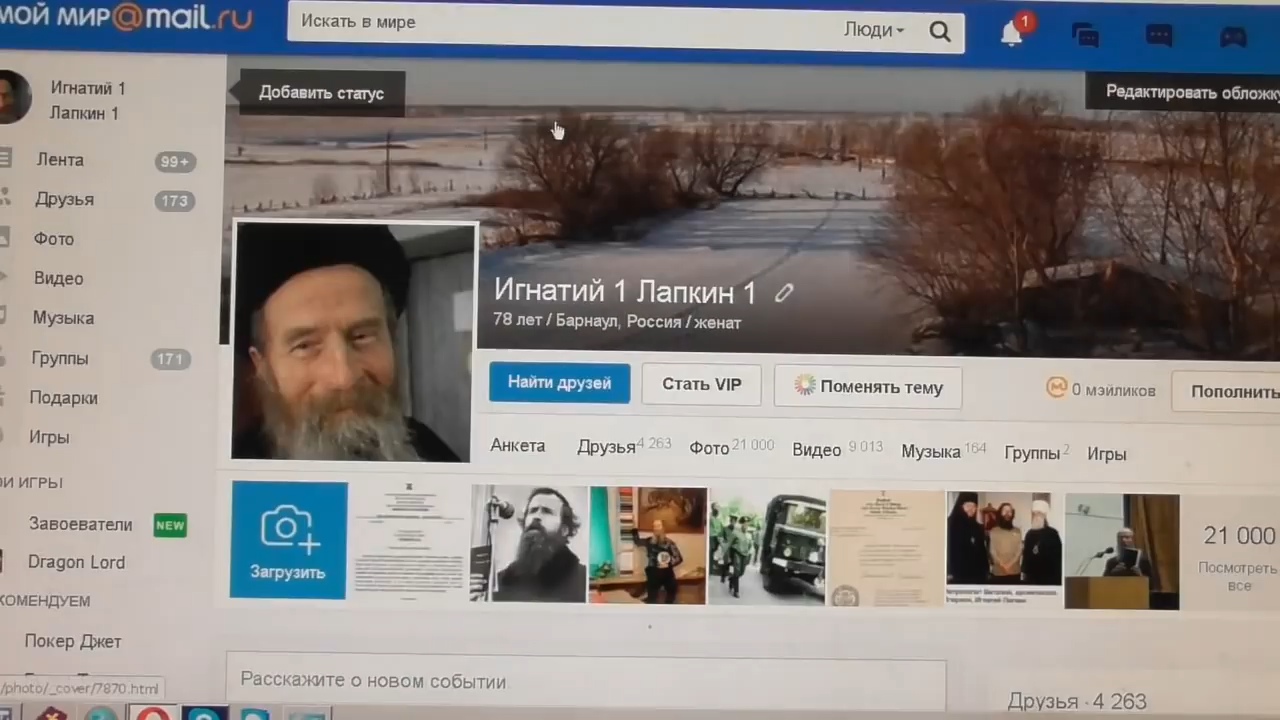 МОЙ МИР@mail.ru
Искать в мире
Люди
1
Игнатий 1
Лапкин 1
Добавить статус
Редактировать обложку
Лента 99+
Друзья 173
Фото
Видео
Музыка
Группы 171
Подарки
Игры
Завоеватели NEW
Dragon Lord
Покер Джет
Игнатий 1 Лапкин 1
78 лет / Барнаул, Россия / женат
Найти друзей
Стать VIP
Поменять тему
0 мэйликов
Пополнить
Анкета
Друзья 4 263
Фото 21 000
Видео 9 013
Музыка 164
Группы 2
Игры
Загрузить
21 000
Посмотреть
все
Расскажите о новом событии
Друзья · 4 263
/photo/_cover/7870.html